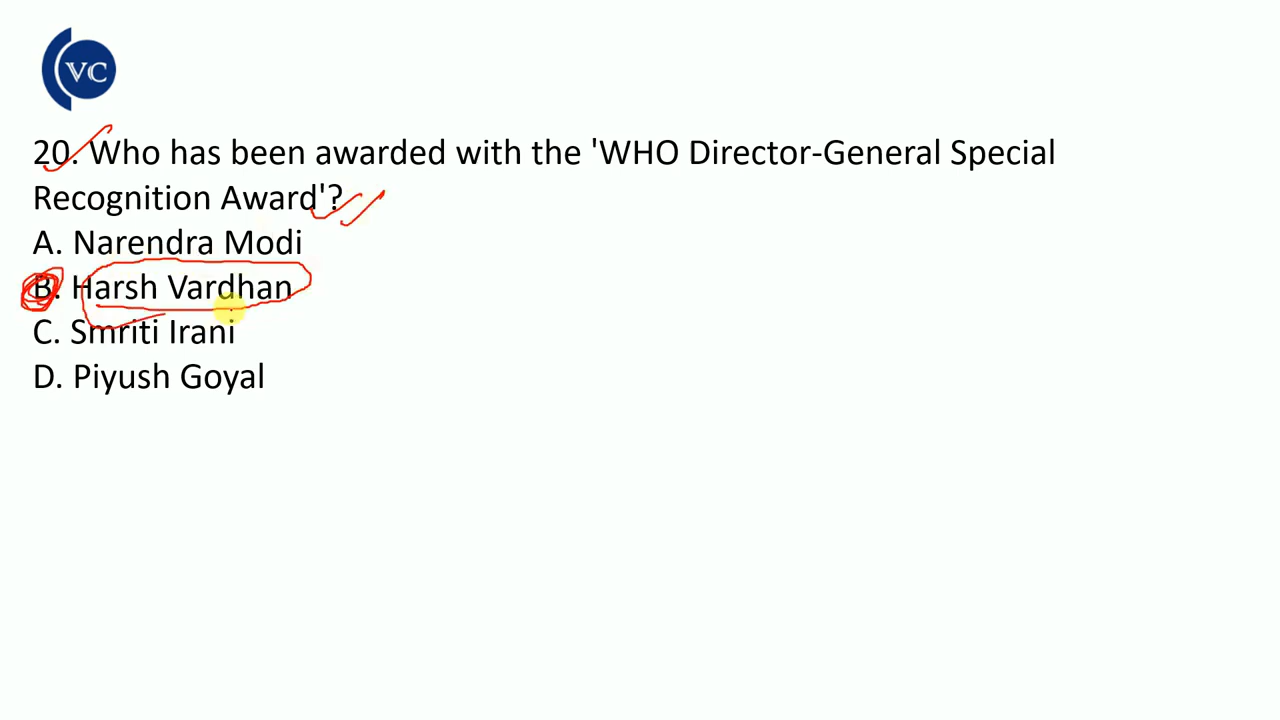 VC
20. Who has been awarded with the 'WHO Director-General Special
Recognition Award'?
A. Narendra Modi
B. Harsh Vardhan
C. Smriti Irani
D. Piyush Goyal